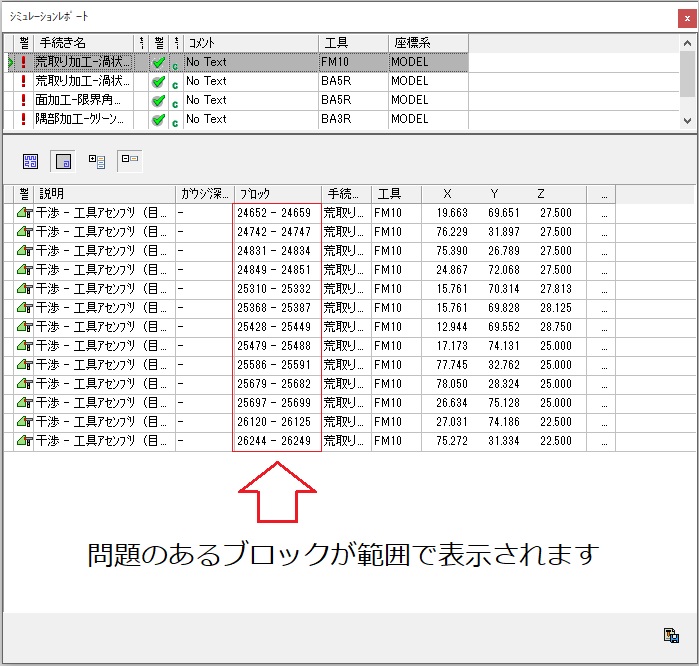 ｼﾐｭﾚｰｼｮﾝﾚﾎﾟｰﾄ
手続き名 ｺﾒﾝﾄ 工具 座標系
荒取り加工-渦状... No Text FM10 MODEL
荒取り加工-渦状... No Text BA5R MODEL
面加工-限界角... No Text BA5R MODEL
隅部加工-ｸﾘｰﾝ... No Text BA3R MODEL
説明 ｶﾞｳｼﾞ深... ﾌﾞﾛｯｸ 手続... 工具 X Y Z ...
干渉 - 工具ｱｾﾝﾌﾞﾘ (目... - 24652 - 24659 荒取り... FM10 19.663 69.651 27.500 ...
干渉 - 工具ｱｾﾝﾌﾞﾘ (目... - 24742 - 24747 荒取り... FM10 76.229 31.897 27.500 ...
干渉 - 工具ｱｾﾝﾌﾞﾘ (目... - 24831 - 24834 荒取り... FM10 75.390 26.789 27.500 ...
干渉 - 工具ｱｾﾝﾌﾞﾘ (目... - 24849 - 24851 荒取り... FM10 24.867 72.068 27.500 ...
干渉 - 工具ｱｾﾝﾌﾞﾘ (目... - 25310 - 25332 荒取り... FM10 15.761 70.314 27.813 ...
干渉 - 工具ｱｾﾝﾌﾞﾘ (目... - 25368 - 25387 荒取り... FM10 15.761 69.828 28.125 ...
干渉 - 工具ｱｾﾝﾌﾞﾘ (目... - 25428 - 25449 荒取り... FM10 12.944 69.552 28.750 ...
干渉 - 工具ｱｾﾝﾌﾞﾘ (目... - 25479 - 25488 荒取り... FM10 17.173 74.131 25.000 ...
干渉 - 工具ｱｾﾝﾌﾞﾘ (目... - 25586 - 25591 荒取り... FM10 77.745 32.762 25.000 ...
干渉 - 工具ｱｾﾝﾌﾞﾘ (目... - 25679 - 25682 荒取り... FM10 78.050 28.324 25.000 ...
干渉 - 工具ｱｾﾝﾌﾞﾘ (目... - 25697 - 25699 荒取り... FM10 26.634 75.128 25.000 ...
干渉 - 工具ｱｾﾝﾌﾞﾘ (目... - 26120 - 26125 荒取り... FM10 27.031 74.186 22.500 ...
干渉 - 工具ｱｾﾝﾌﾞﾘ (目... - 26244 - 26249 荒取り... FM10 75.272 31.334 22.500 ...
問題のあるブロックが範囲で表示されます